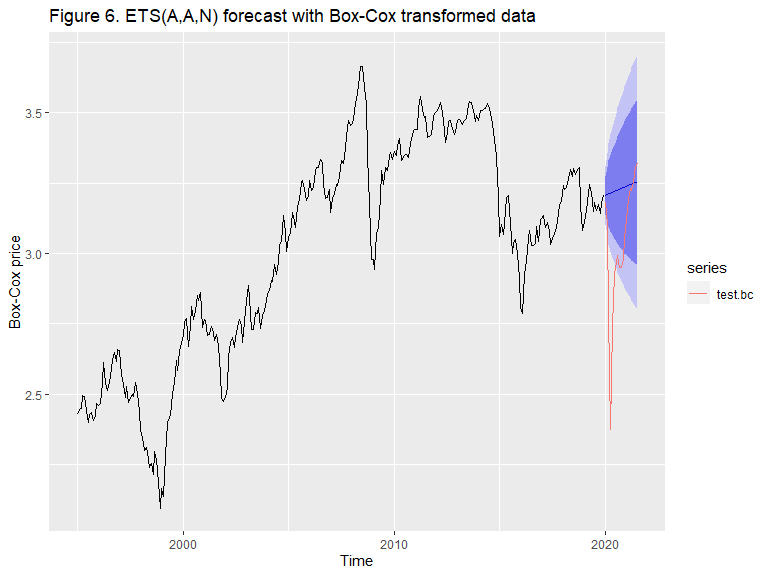 Figure 6. ETS(A,A,N) forecast with Box-Cox transformed data
3.5
3.0
2.5
Box-Cox price
2000
2010
2020
Time
series
test.bc